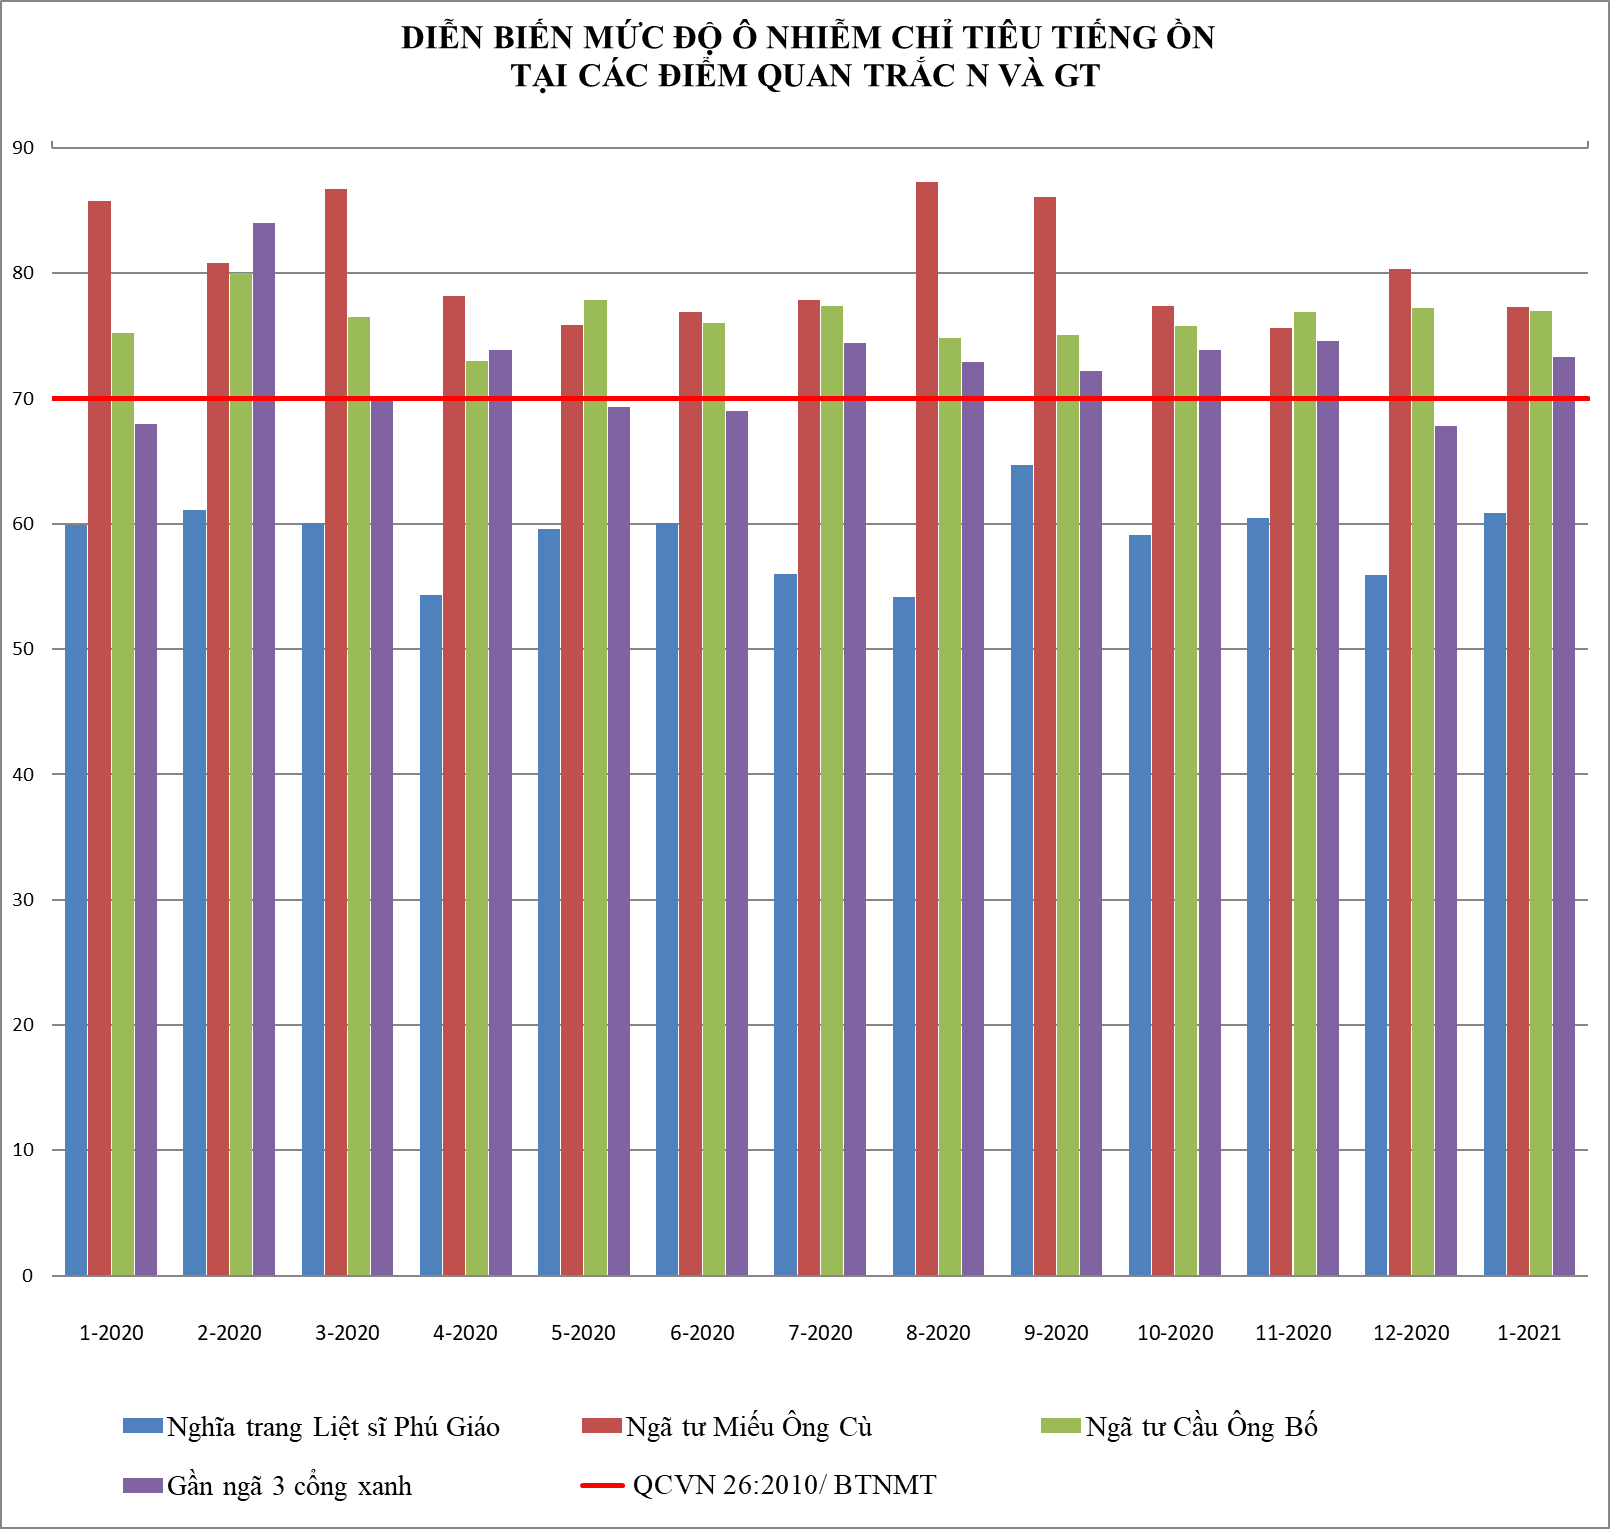 DIỄN BIẾN MỨC ĐỘ Ô NHIỄM CHỈ TIÊU TIẾNG ỒN
TẠI CÁC ĐIỂM QUAN TRẮC N VÀ GT
90
80
70
60
50
40
30
20
10
0
1-2020 2-2020 3-2020 4-2020 5-2020 6-2020 7-2020 8-2020 9-2020 10-2020 11-2020 12-2020 1-2021
Nghĩa trang Liệt sĩ Phú Giáo Ngã tư Miếu Ông Cù Ngã tư Cầu Ông Bố
Gần ngã 3 cổng xanh QCVN 26:2010/ BTNMT